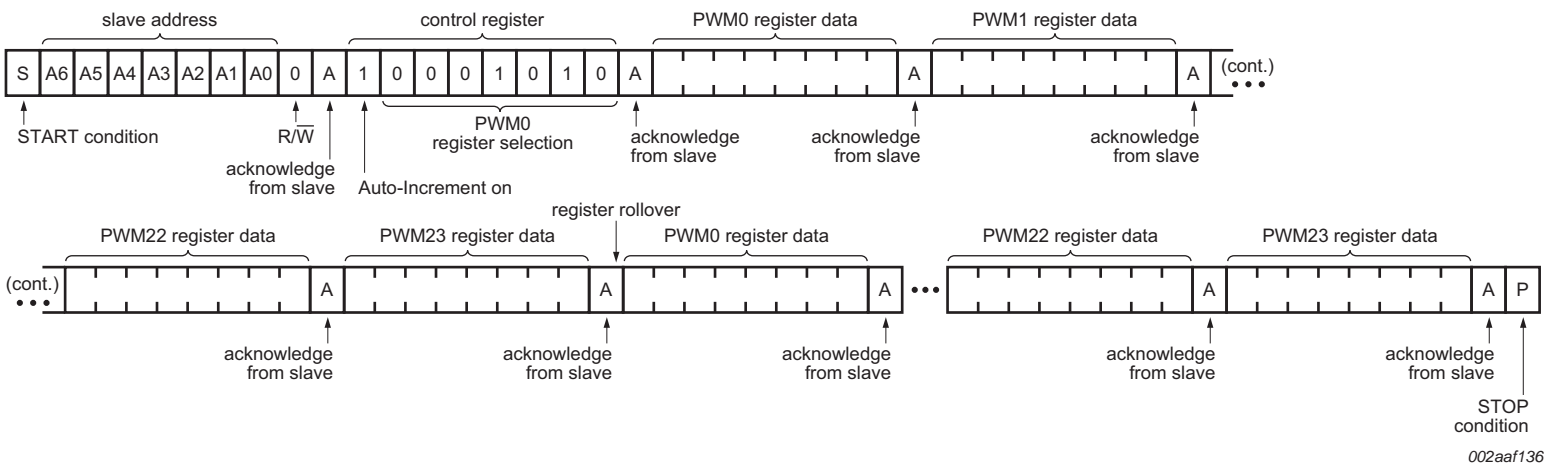 slave address
control register
PWM0 register data
PWM1 register data
S A6 A5 A4 A3 A2 A1 A0 0 A 1 0 0 0 1 0 1 0 A A A (cont.)
START condition
R/W
acknowledge
from slave
Auto-Increment on
PWM0
register selection
acknowledge
from slave
acknowledge
from slave
acknowledge
from slave
register rollover
PWM22 register data
PWM23 register data
PWM0 register data
PWM22 register data
PWM23 register data
(cont.) A A A A A P
acknowledge
from slave
acknowledge
from slave
acknowledge
from slave
acknowledge
from slave
acknowledge
from slave
STOP
condition
002aaf136